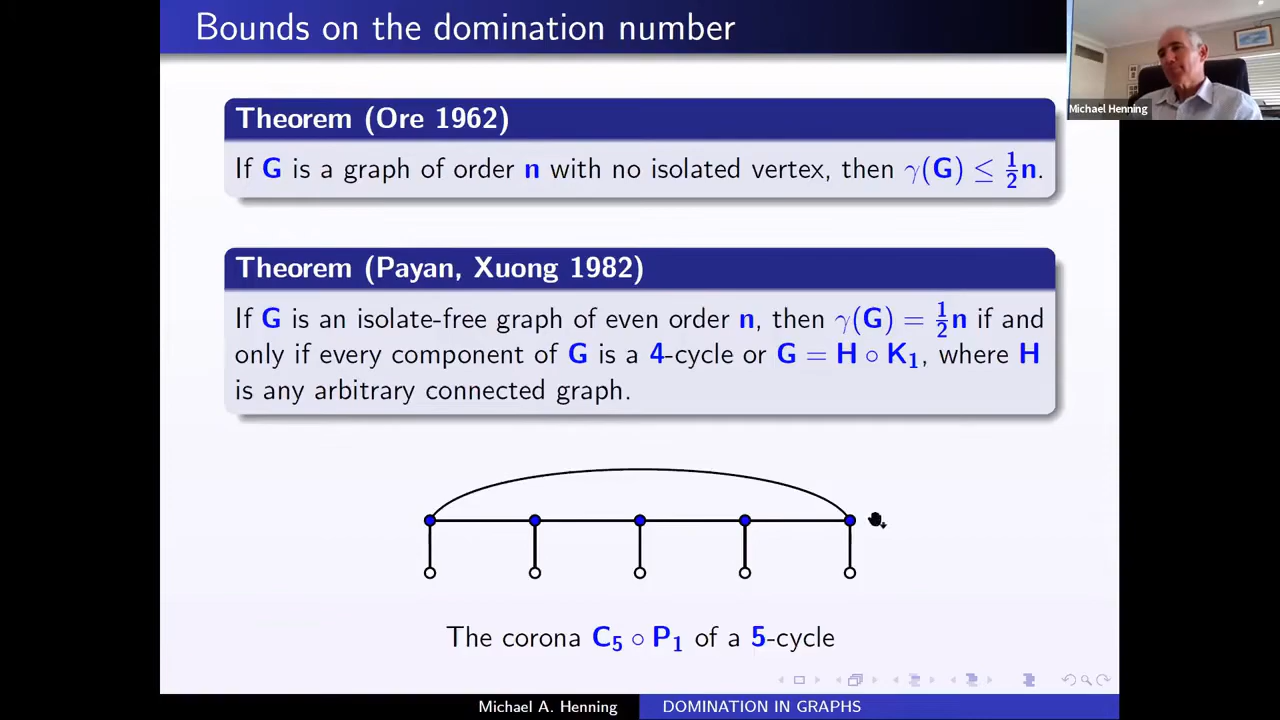 Bounds on the domination number
Michael Henning
Theorem (Ore 1962)
If G is a graph of order n with no isolated vertex, then γ(G) ≤ ½n.
Theorem (Payan, Xuong 1982)
If G is an isolate-free graph of even order n, then γ(G) = ½n if and
only if every component of G is a 4-cycle or G = H ∘ K₁, where H
is any arbitrary connected graph.
The corona C₅ ∘ P₁ of a 5-cycle
Michael A. Henning
DOMINATION IN GRAPHS